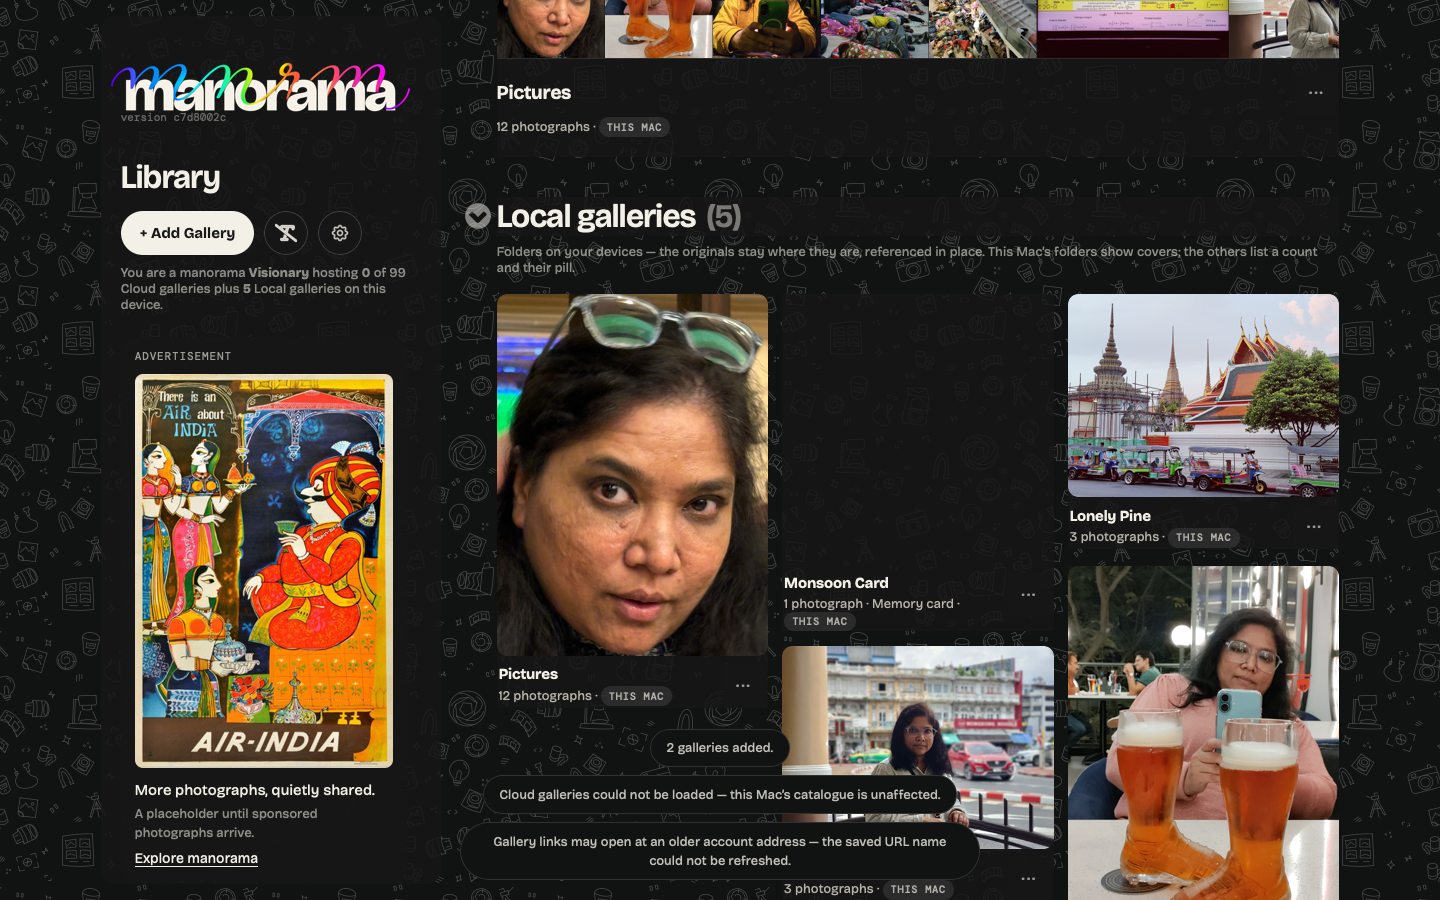 manorama
version c7d8002c
Library
+ Add Gallery
You are a manorama Visionary hosting 0 of 99
Cloud galleries plus 5 Local galleries on this
device.
ADVERTISEMENT
There is an
AIR about
INDIA
AIR-INDIA
More photographs, quietly shared.
A placeholder until sponsored
photographs arrive.
Explore manorama
Pictures
12 photographs · THIS MAC
Local galleries (5)
Folders on your devices — the originals stay where they are, referenced in place. This Mac's folders show covers; the others list a count
and their pill.
Pictures
12 photographs · THIS MAC
Monsoon Card
1 photograph · Memory card ·
THIS MAC
Lonely Pine
3 photographs · THIS MAC
2 galleries added.
Cloud galleries could not be loaded — this Mac's catalogue is unaffected.
Gallery links may open at an older account address — the saved URL name
could not be refreshed.
3 photographs · THIS MAC